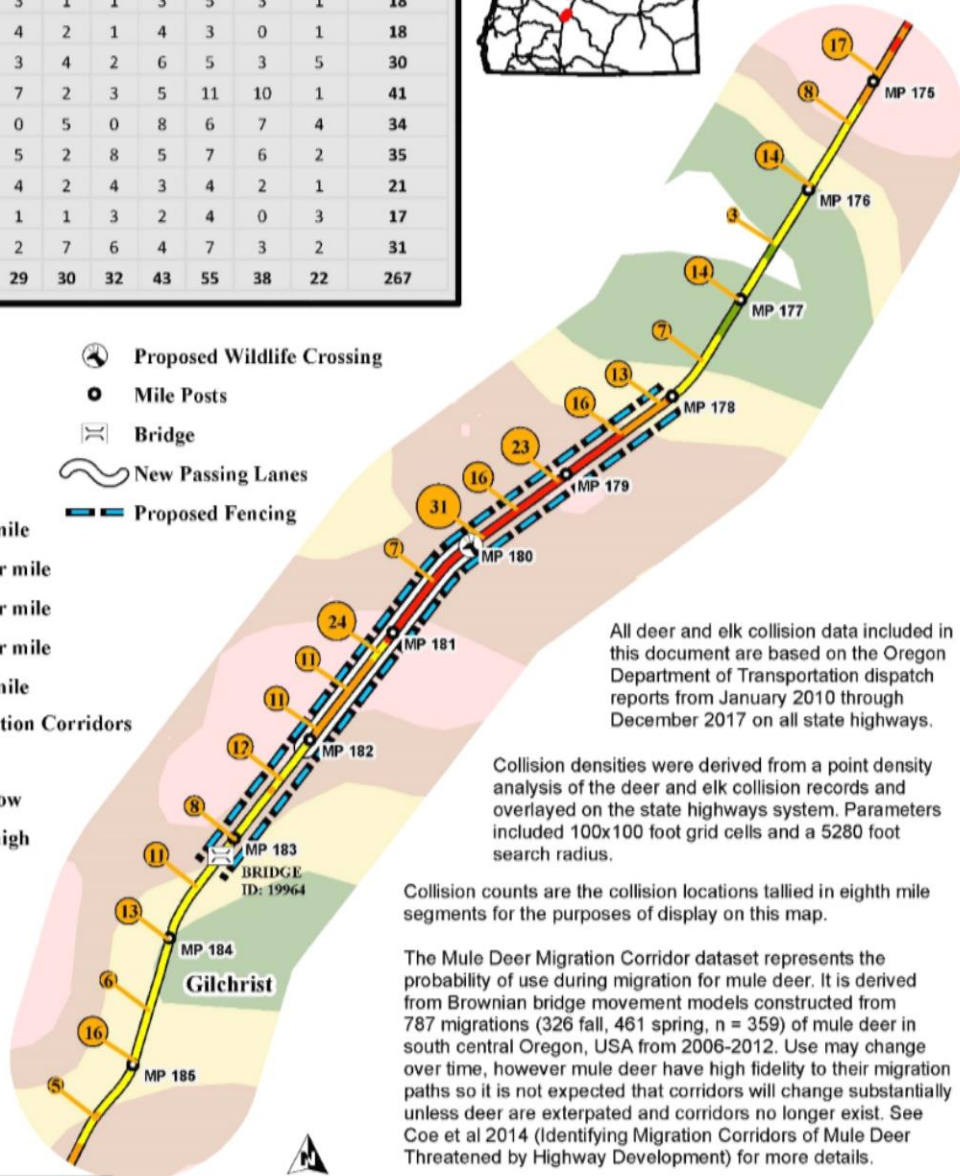 3 1 1 3 5 3 1 18
4 2 1 4 3 0 1 18
3 4 2 6 5 3 5 30
7 2 3 5 11 10 1 41
0 5 0 8 6 7 4 34
5 2 8 5 7 6 2 35
4 2 4 3 4 2 1 21
1 1 3 2 4 0 3 17
2 7 6 4 7 3 2 31
29 30 32 43 55 38 22 267
Proposed Wildlife Crossing
Mile Posts
Bridge
New Passing Lanes
Proposed Fencing
mile
r mile
r mile
r mile
mile
tion Corridors
ow
igh
17
MP 175
8
14
MP 176
3
14
MP 177
7
13
MP 178
16
23
MP 179
16
31
MP 180
7
24
MP 181
11
11
MP 182
12
8
MP 183
BRIDGE
ID: 19964
11
13
MP 184
Gilchrist
6
16
MP 185
5
N
All deer and elk collision data included in
this document are based on the Oregon
Department of Transportation dispatch
reports from January 2010 through
December 2017 on all state highways.
Collision densities were derived from a point density
analysis of the deer and elk collision records and
overlayed on the state highways system. Parameters
included 100x100 foot grid cells and a 5280 foot
search radius.
Collision counts are the collision locations tallied in eighth mile
segments for the purposes of display on this map.
The Mule Deer Migration Corridor dataset represents the
probability of use during migration for mule deer. It is derived
from Brownian bridge movement models constructed from
787 migrations (326 fall, 461 spring, n = 359) of mule deer in
south central Oregon, USA from 2006-2012. Use may change
over time, however mule deer have high fidelity to their migration
paths so it is not expected that corridors will change substantially
unless deer are exterpated and corridors no longer exist. See
Coe et al 2014 (Identifying Migration Corridors of Mule Deer
Threatened by Highway Development) for more details.